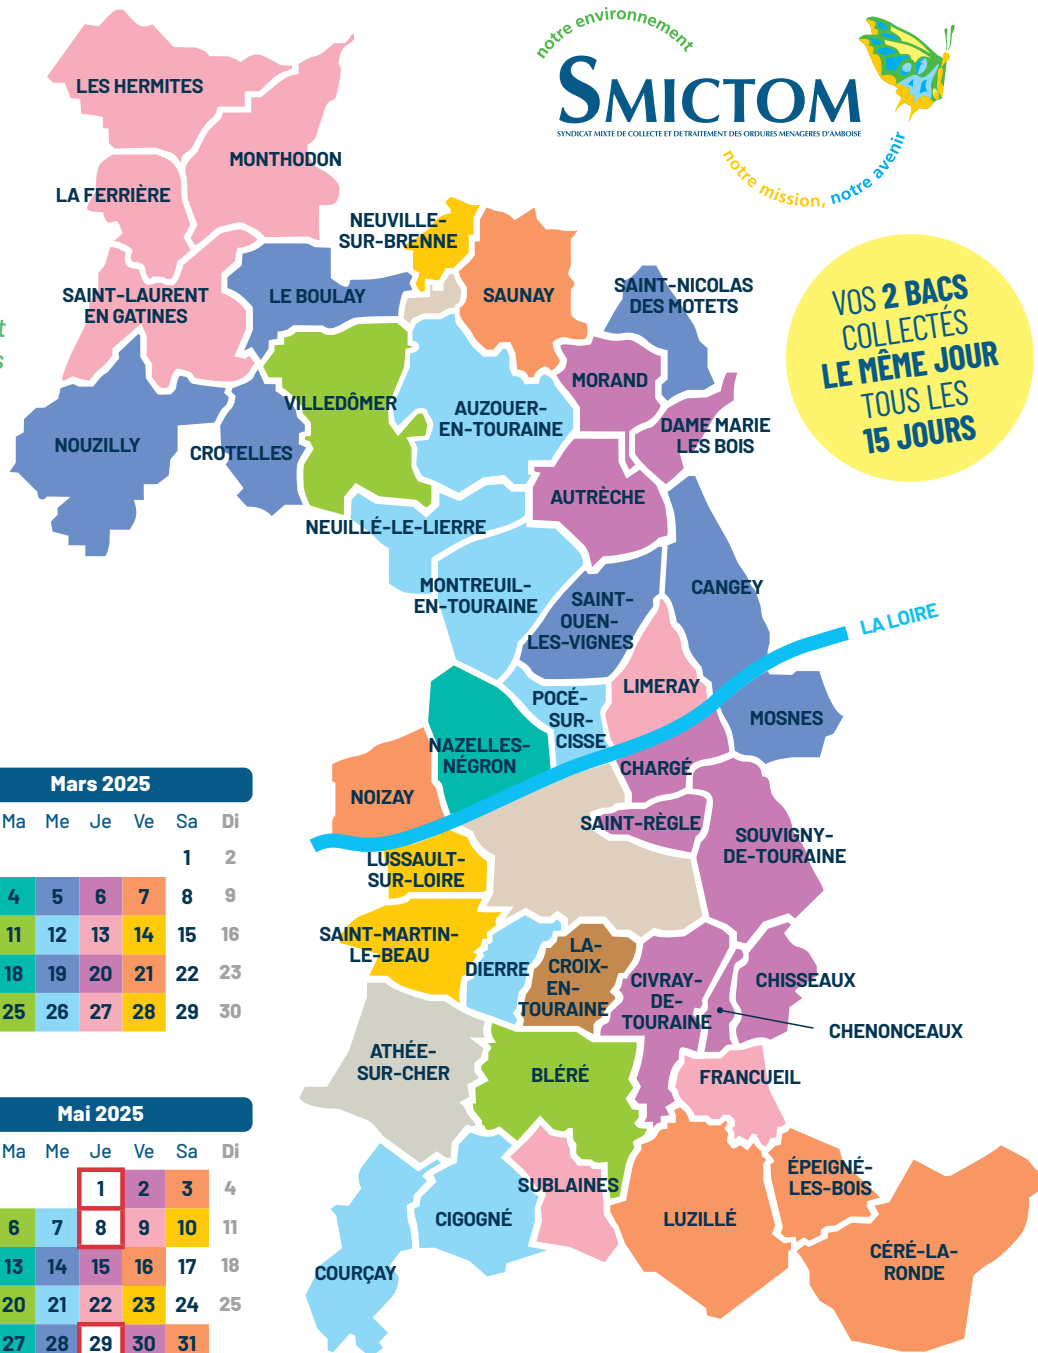 notre environnement
SMICTOM
SYNDICAT MIXTE DE COLLECTE ET DE TRAITEMENT DES ORDURES MENAGERES D'AMBOISE
notre mission, notre avenir
VOS 2 BACS
COLLECTÉS
LE MÊME JOUR
TOUS LES
15 JOURS
LES HERMITES
MONTHODON
LA FERRIÈRE
NEUVILLE-
SUR-BRENNE
SAINT-LAURENT
EN GATINES
LE BOULAY
SAUNAY
SAINT-NICOLAS
DES MOTETS
t
s
MORAND
VILLEDÔMER
AUZOUER-
EN-TOURAINE
DAME MARIE
LES BOIS
NOUZILLY
CROTELLES
AUTRÈCHE
NEUILLÉ-LE-LIERRE
MONTREUIL-
EN-TOURAINE
SAINT-
OUEN-
LES-VIGNES
CANGEY
LA LOIRE
LIMERAY
POCÉ-
SUR-
CISSE
MOSNES
NAZELLES-
NÉGRON
CHARGÉ
NOIZAY
SAINT-RÈGLE
SOUVIGNY-
DE-TOURAINE
LUSSAULT-
SUR-LOIRE
SAINT-MARTIN-
LE-BEAU
DIERRE
LA-
CROIX-
EN-
TOURAINE
CIVRAY-
DE-
TOURAINE
CHISSEAUX
CHENONCEAUX
ATHÉE-
SUR-CHER
BLÉRÉ
FRANCUEIL
SUBLAINES
ÉPEIGNÉ-
LES-BOIS
CIGOGNÉ
LUZILLÉ
COURÇAY
CÉRÉ-LA-
RONDE
Mars 2025
Ma Me Je Ve Sa Di
1 2
4 5 6 7 8 9
11 12 13 14 15 16
18 19 20 21 22 23
25 26 27 28 29 30
Mai 2025
Ma Me Je Ve Sa Di
1 2 3 4
6 7 8 9 10 11
13 14 15 16 17 18
20 21 22 23 24 25
27 28 29 30 31